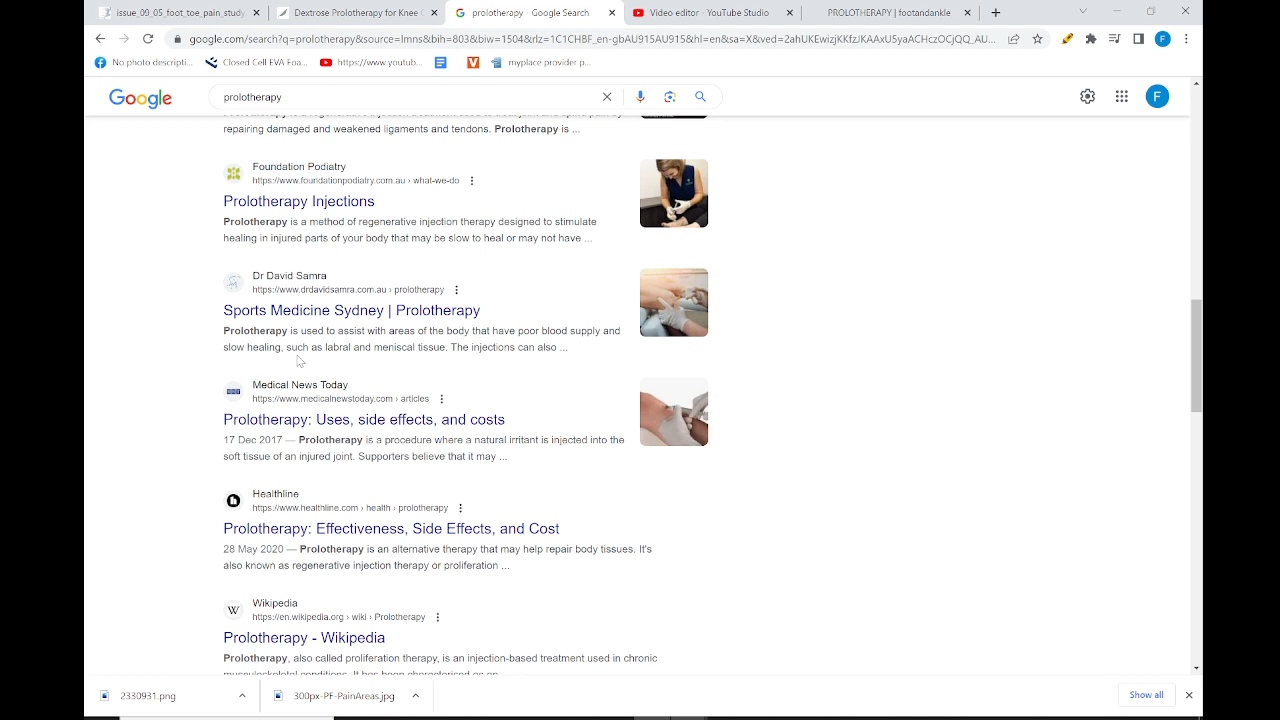 issue_09_05_foot_toe_pain_study
Dextrose Prolotherapy for Knee
prolotherapy - Google Search
Video editor - YouTube Studio
PROLOTHERAPY | footandankle
google.com/search?q=prolotherapy&source=lmns&bih=803&biw=1504&rlz=1C1CHBF_en-gbAU915AU915&hl=en&sa=X&ved=2ahUKEwizjKKfzJKAAxU5yaACHczOCjQQ_AU...
No photo descripti...
Closed Cell EVA Foa...
https://www.youtub...
myplace provider p...
Google
prolotherapy
F
repairing damaged and weakened ligaments and tendons. Prolotherapy is ...
Foundation Podiatry
https://www.foundationpodiatry.com.au › what-we-do
Prolotherapy Injections
Prolotherapy is a method of regenerative injection therapy designed to stimulate
healing in injured parts of your body that may be slow to heal or may not have ...
Dr David Samra
https://www.drdavidsamra.com.au › prolotherapy
Sports Medicine Sydney | Prolotherapy
Prolotherapy is used to assist with areas of the body that have poor blood supply and
slow healing, such as labral and meniscal tissue. The injections can also ...
Medical News Today
https://www.medicalnewstoday.com › articles
Prolotherapy: Uses, side effects, and costs
17 Dec 2017 — Prolotherapy is a procedure where a natural irritant is injected into the
soft tissue of an injured joint. Supporters believe that it may ...
Healthline
https://www.healthline.com › health › prolotherapy
Prolotherapy: Effectiveness, Side Effects, and Cost
28 May 2020 — Prolotherapy is an alternative therapy that may help repair body tissues. It's
also known as regenerative injection therapy or proliferation ...
Wikipedia
https://en.wikipedia.org › wiki › Prolotherapy
Prolotherapy - Wikipedia
Prolotherapy, also called proliferation therapy, is an injection-based treatment used in chronic
2330931.png
300px-PF-PainAreas.jpg
Show all